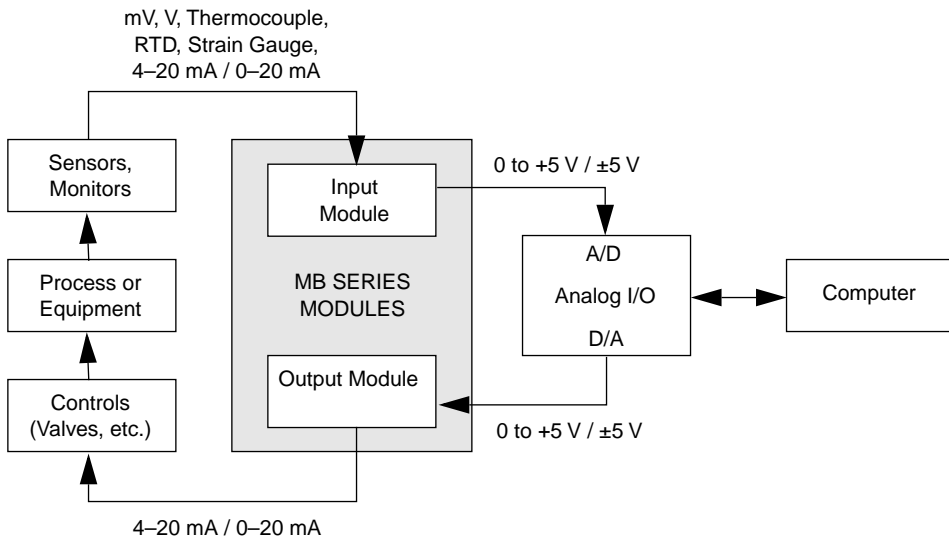 mV, V, Thermocouple,
RTD, Strain Gauge,
4–20 mA / 0–20 mA
Sensors,
Monitors
Input
Module
0 to +5 V / ±5 V
A/D
Analog I/O
D/A
Computer
Process or
Equipment
MB SERIES
MODULES
Output Module
Controls
(Valves, etc.)
0 to +5 V / ±5 V
4–20 mA / 0–20 mA